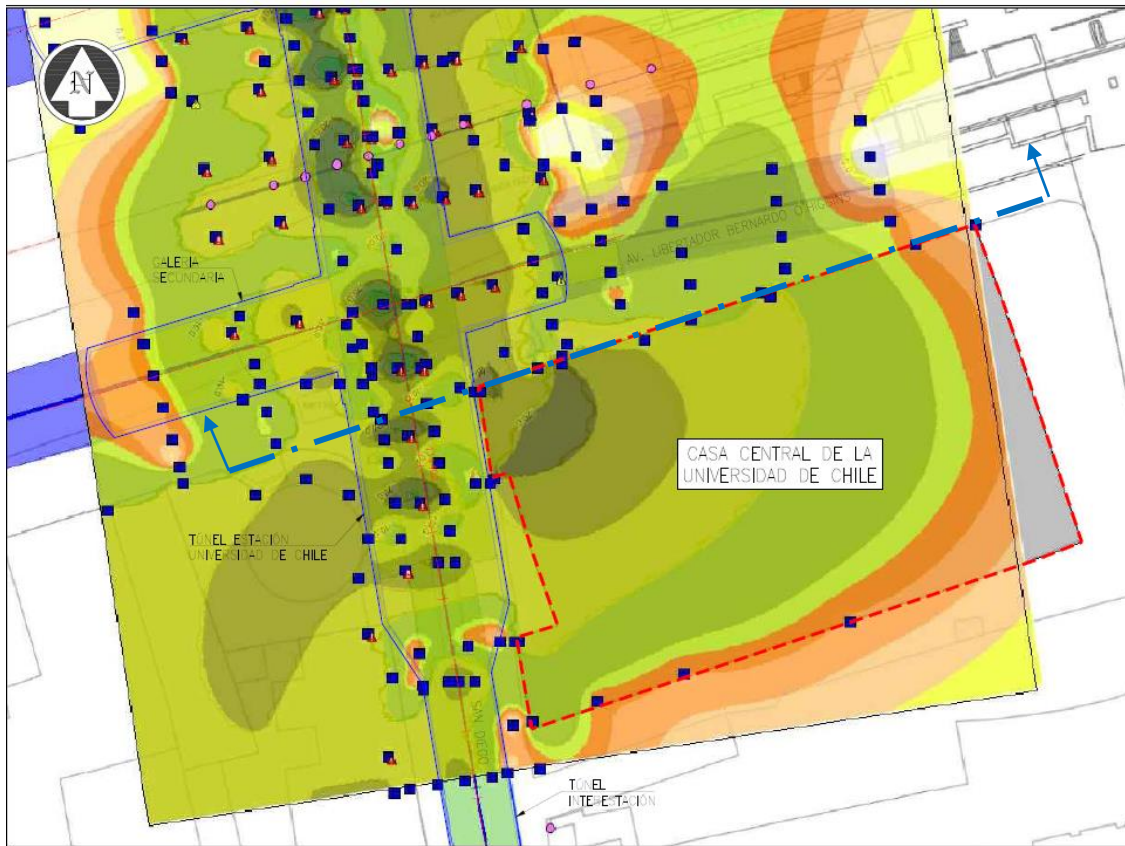 N
AV. LIBERTADOR BERNARDO O'HIGGINS
GALERIA
SECUNDARIA
CASA CENTRAL DE LA
UNIVERSIDAD DE CHILE
TÚNEL ESTACIÓN
UNIVERSIDAD DE CHILE
SAN DIEGO
TÚNEL
INTERESTACIÓN